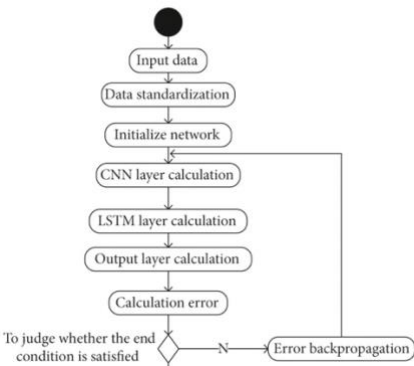 Input data
Data standardization
Initialize network
CNN layer calculation
LSTM layer calculation
Output layer calculation
Calculation error
To judge whether the end
condition is satisfied
N
Error backpropagation